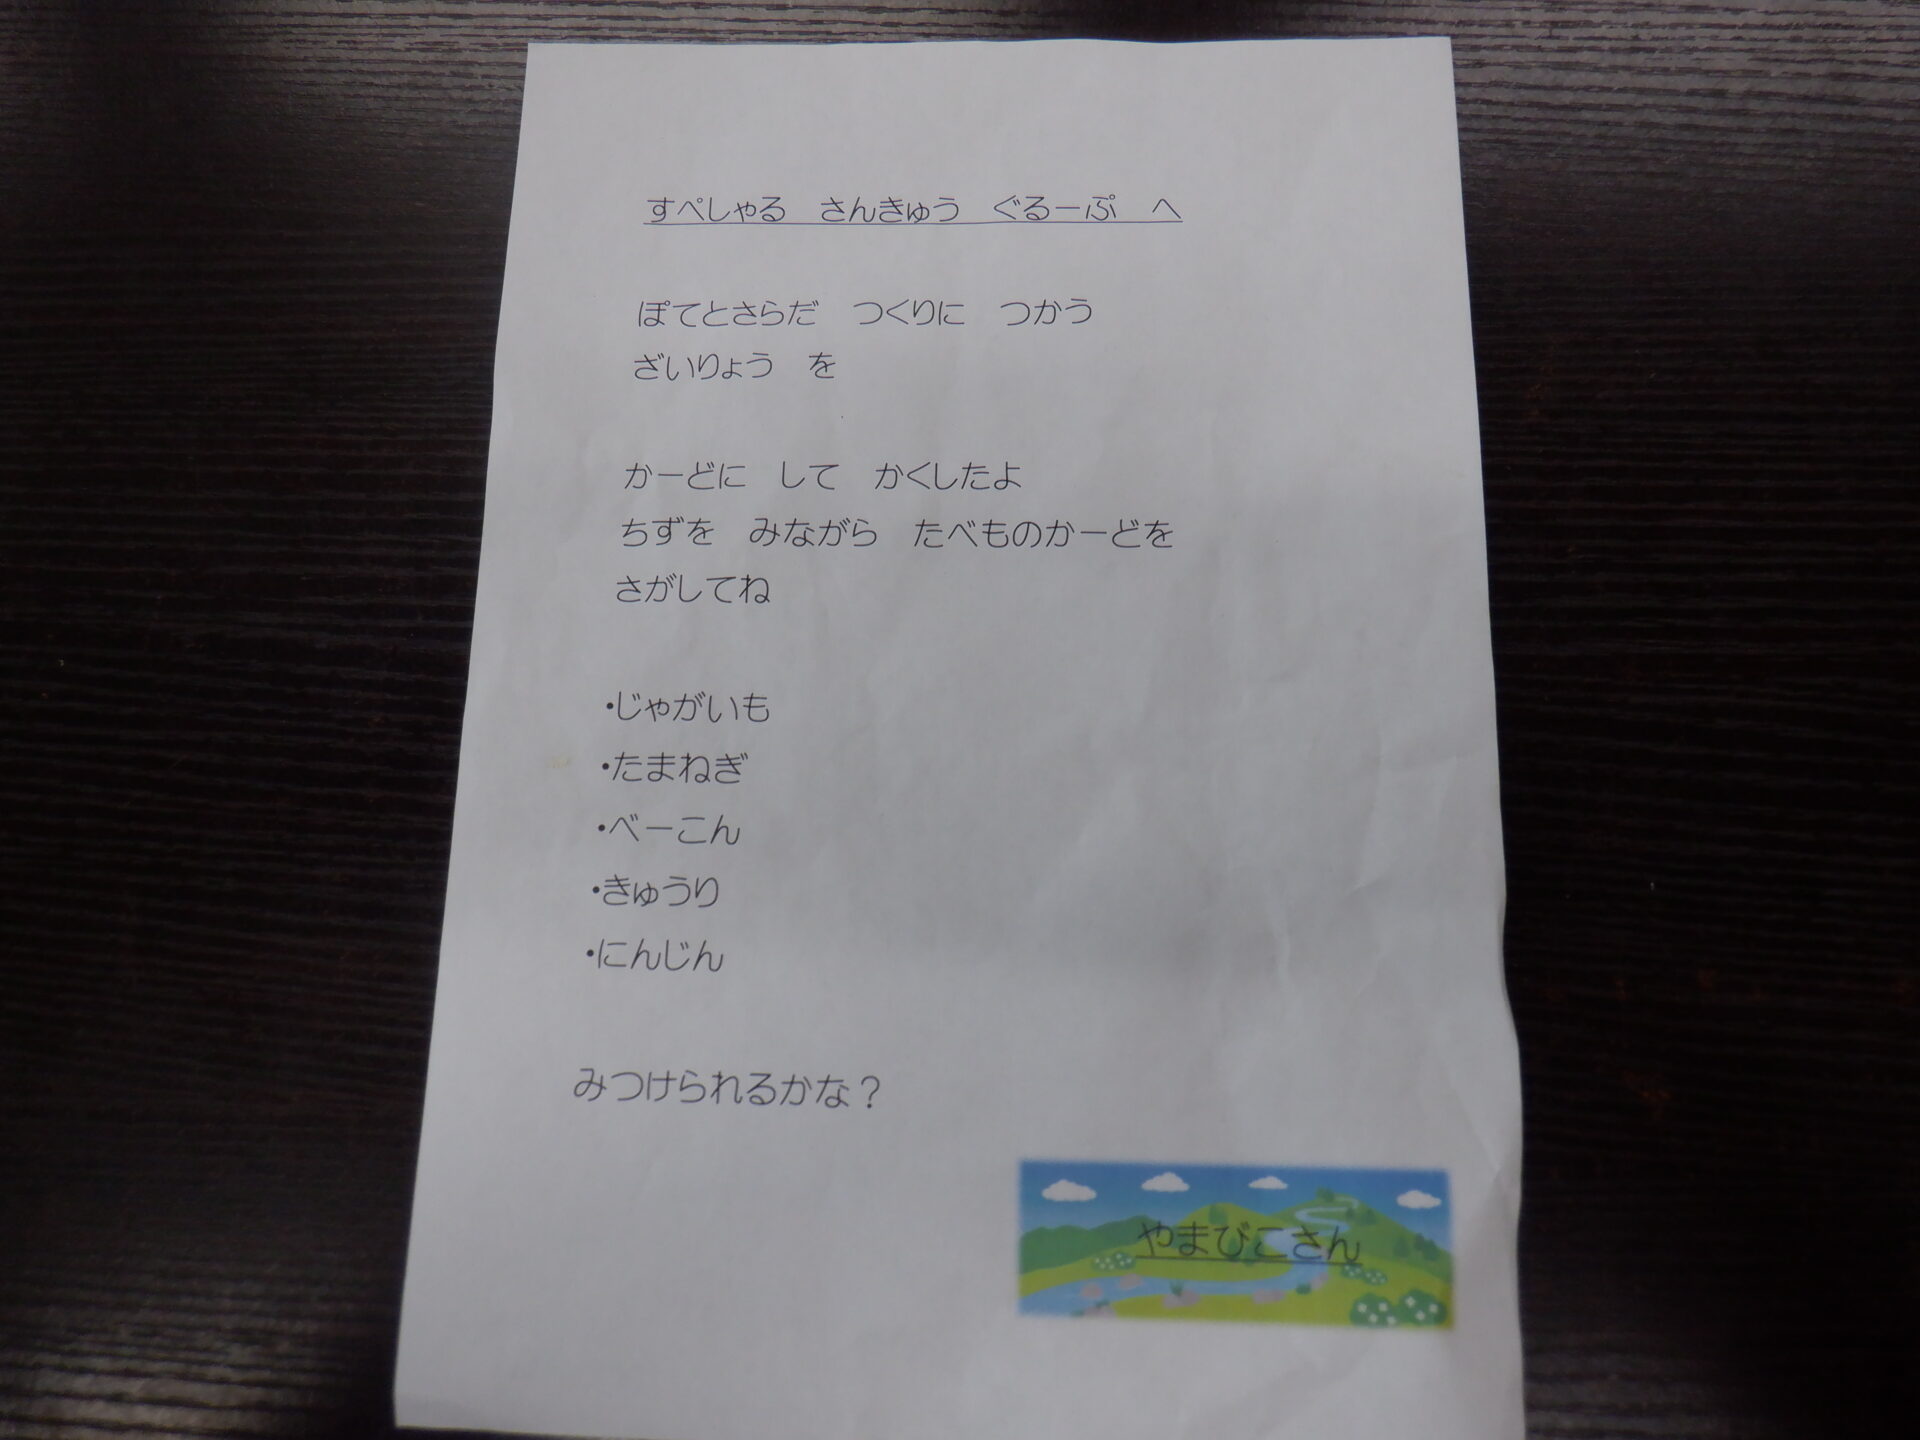 すぺしゃる　さんきゅう　ぐるーぷ　へ
ぽてとさらだ　つくりに　つかう
ざいりょう　を
かーどに　して　かくしたよ
ちずを　みながら　たべものかーどを
さがしてね
・じゃがいも
・たまねぎ
・べーこん
・きゅうり
・にんじん
みつけられるかな？
やまびこさん